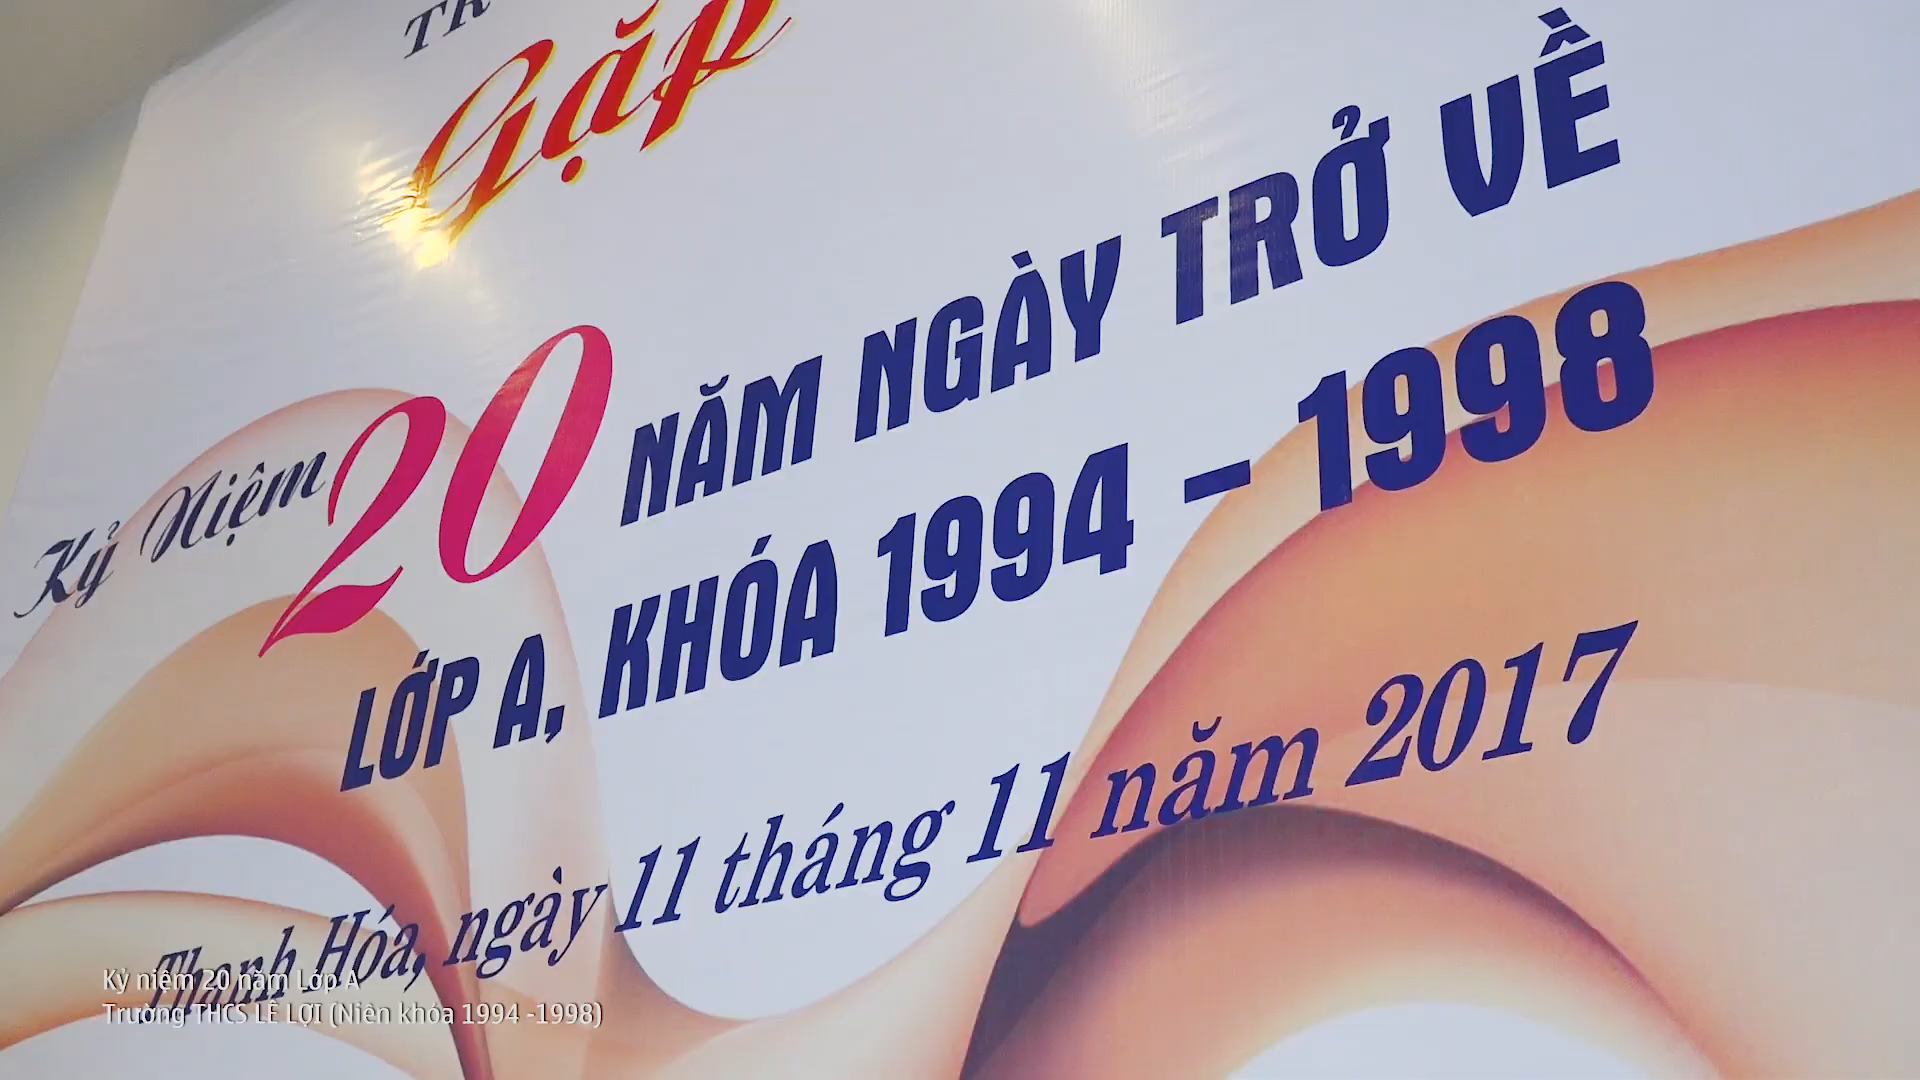 TR
Gặp
Kỷ Niệm 20 NĂM NGÀY TRỞ VỀ
LỚP A, KHÓA 1994 - 1998
Thanh Hóa, ngày 11 tháng 11 năm 2017
Kỷ niệm 20 năm Lớp A
Trường THCS LÊ LỢI (Niên khóa 1994 -1998)